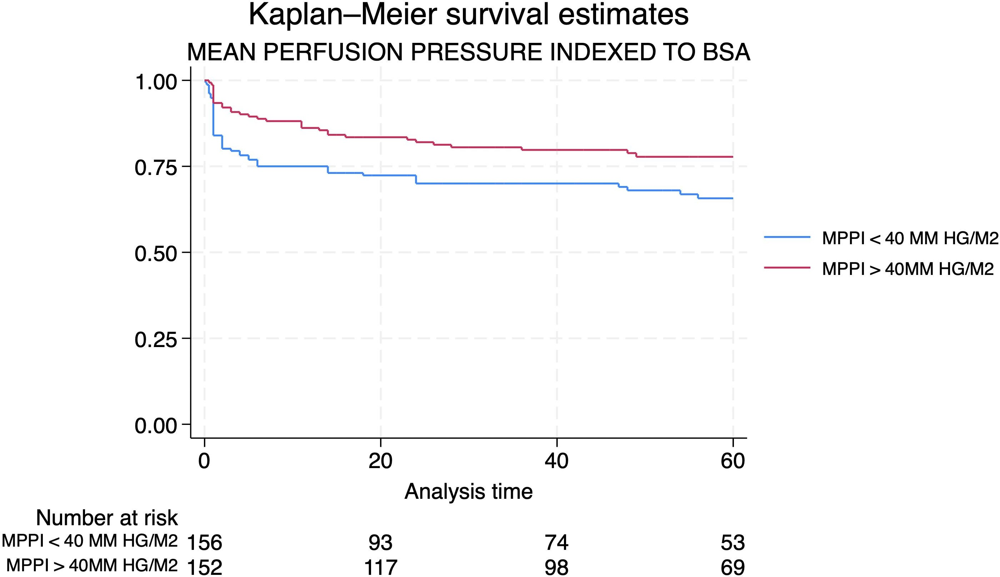 Kaplan–Meier survival estimates
MEAN PERFUSION PRESSURE INDEXED TO BSA
1.00
0.75
0.50
0.25
0.00
0 20 40 60
Analysis time
MPPI < 40 MM HG/M2
MPPI > 40MM HG/M2
Number at risk
MPPI < 40 MM HG/M2 156 93 74 53
MPPI > 40MM HG/M2 152 117 98 69